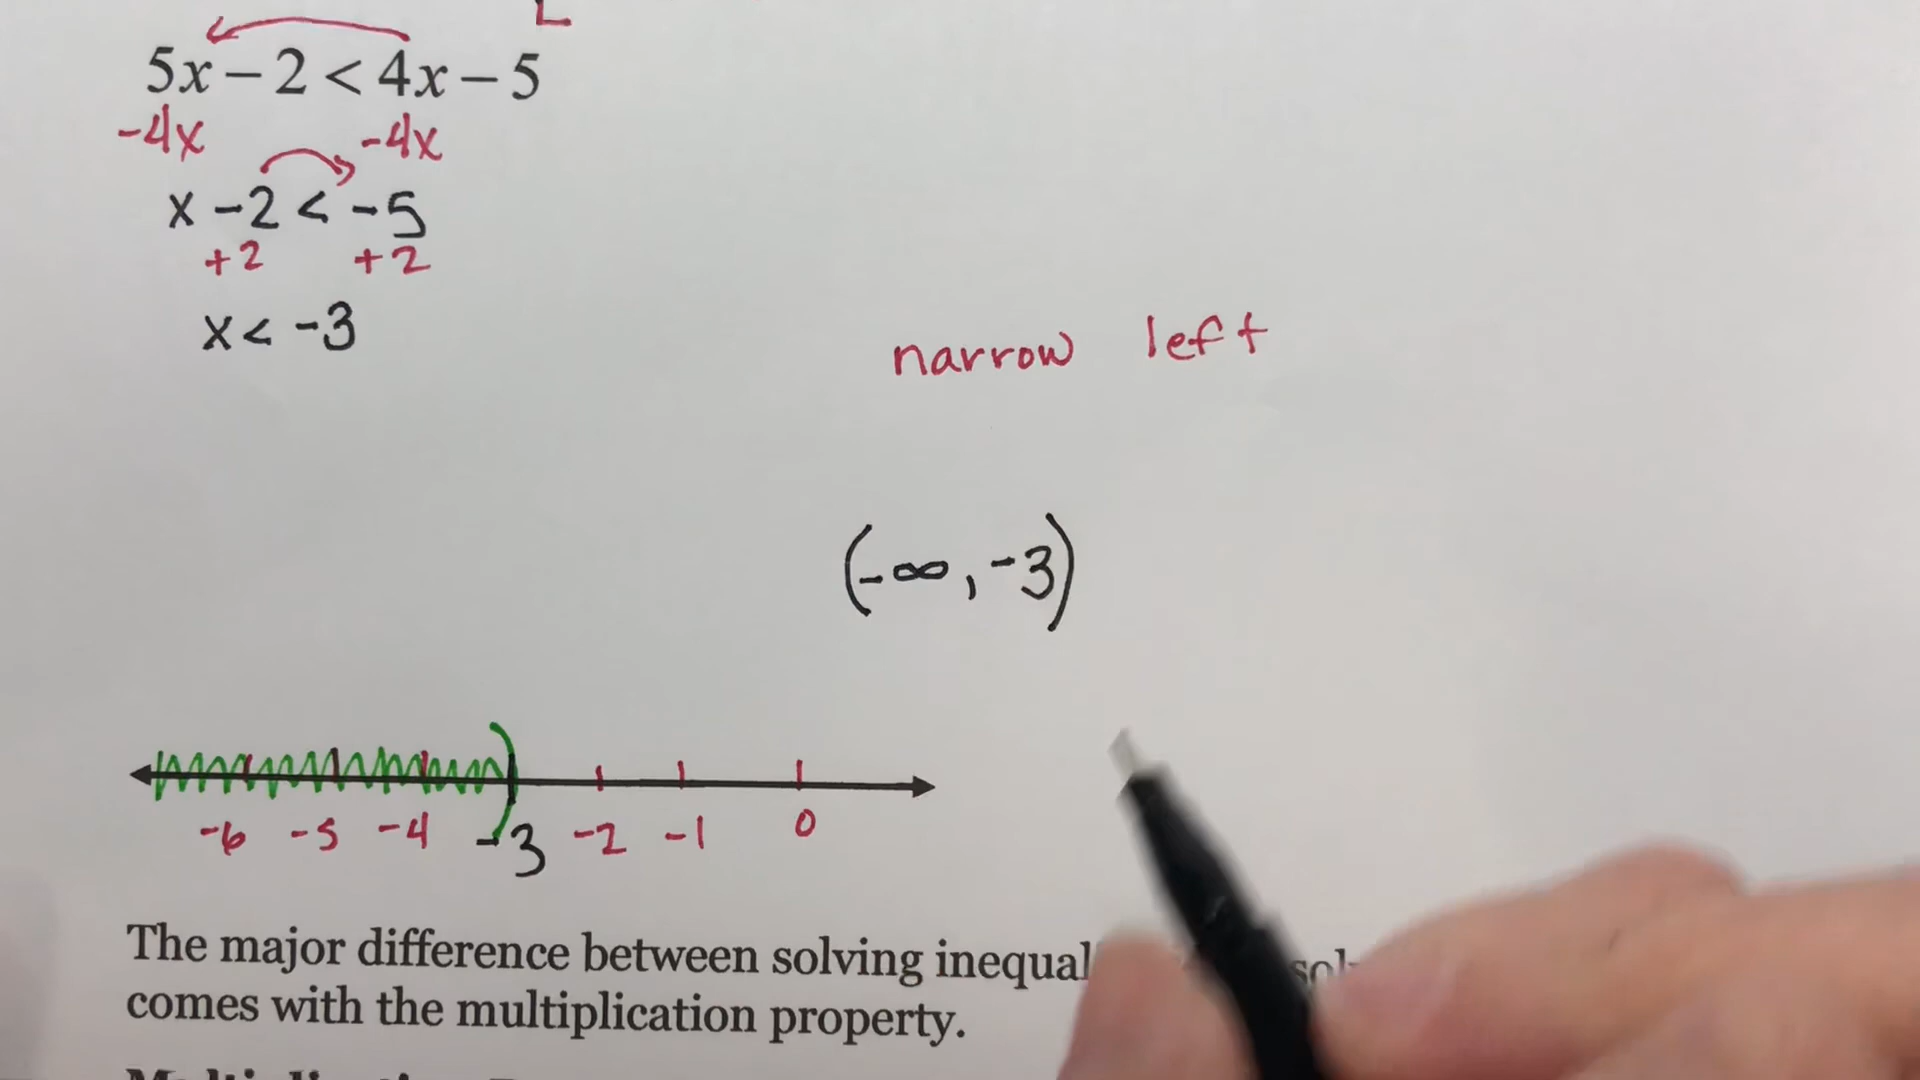 5x – 2 < 4x – 5
-4x -4x
x -2 < -5
+2 +2
x < -3
narrow left
(-∞, -3)
-6 -5 -4 -3 -2 -1 0
The major difference between solving
comes with the multiplication property.